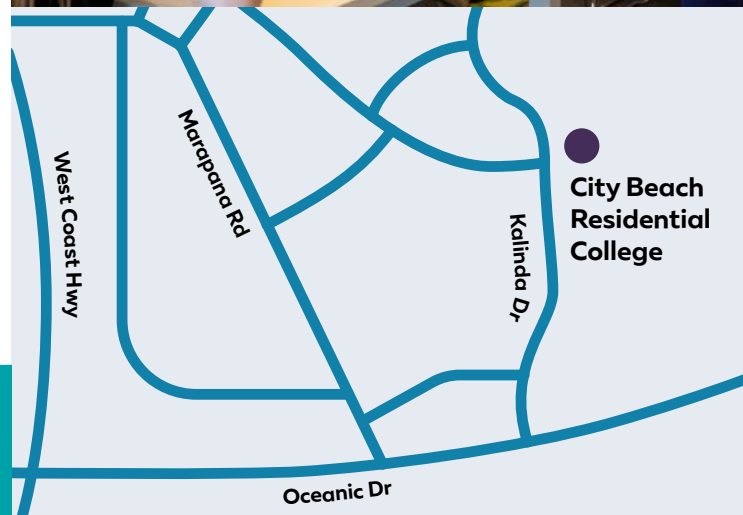 Marapana Rd
West Coast Hwy
City Beach
Residential
College
Kalinda Dr
Oceanic Dr